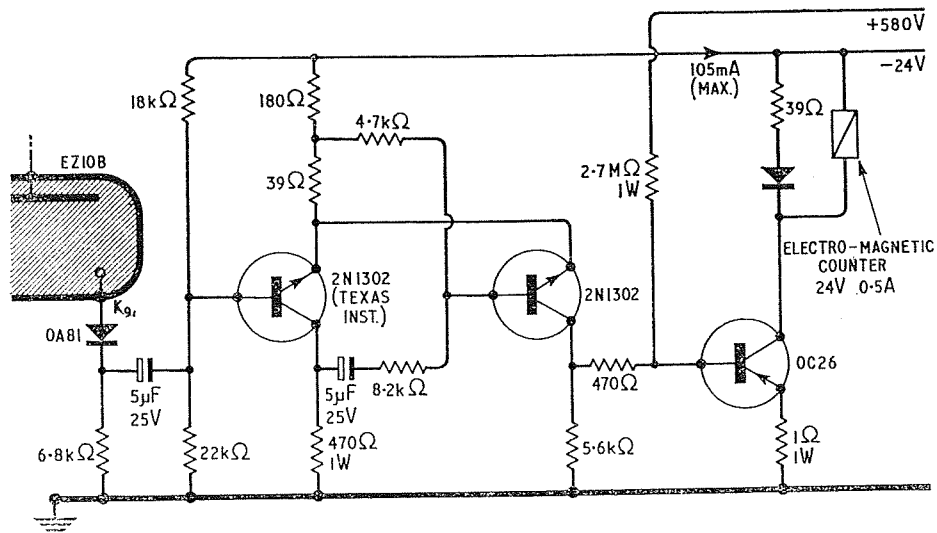 +580V
105mA
(MAX.)
-24V
18kΩ
180Ω
4·7kΩ
39Ω
EZ10B
39Ω
2·7MΩ
1W
ELECTRO-MAGNETIC
COUNTER
24V 0·5A
2N1302
(TEXAS
INST.)
2N1302
K9,
OA81
OC26
5μF
25V
5μF
25V
8·2kΩ
470Ω
6·8kΩ
22kΩ
470Ω
1W
5·6kΩ
1Ω
1W